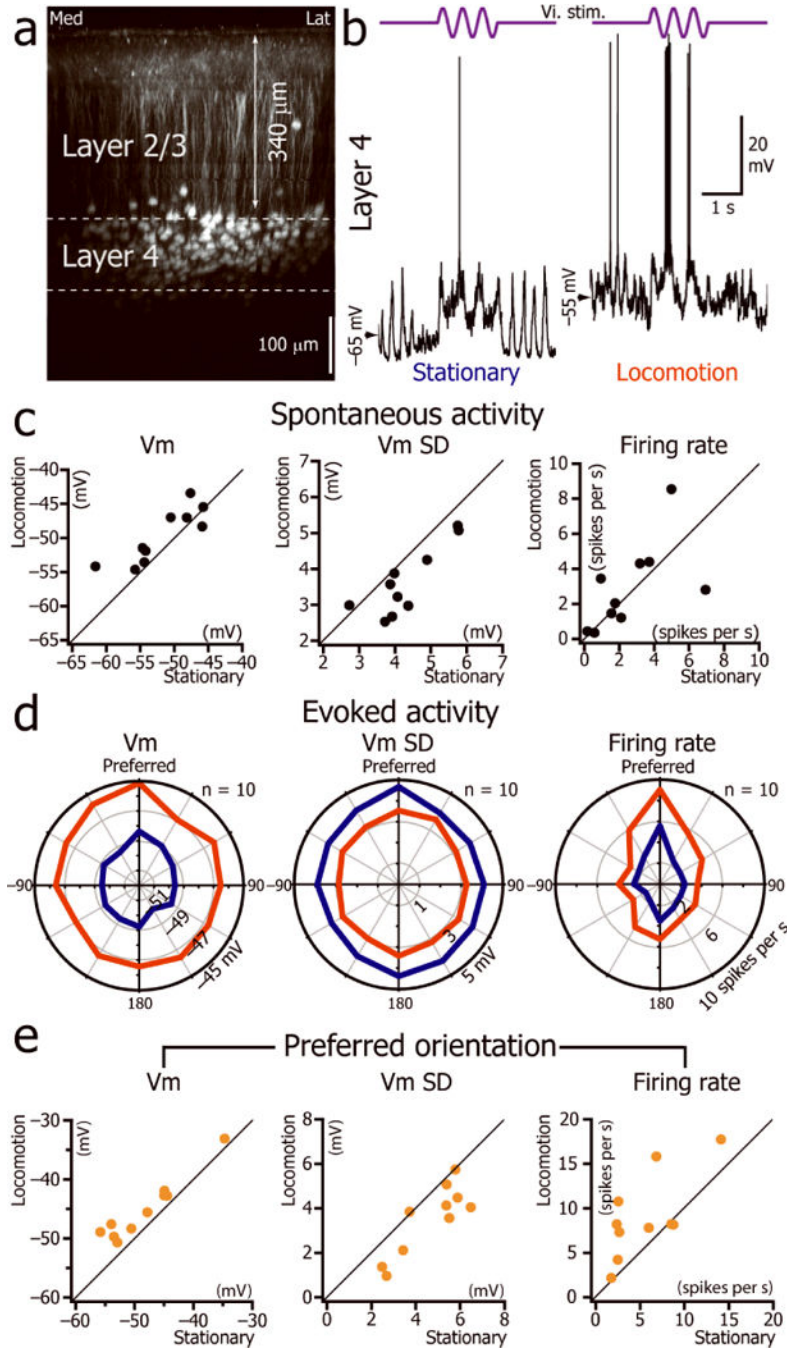 a
Med
Lat
Layer 2/3
340 μm
Layer 4
100 μm
b
Vi. stim.
Layer 4
20
mV
1 s
−65 mV
−55 mV
Stationary
Locomotion
c
Spontaneous activity
Vm
Locomotion
(mV)
−40
−45
−50
−55
−60
−65
(mV)
−65 −60 −55 −50 −45 −40
Stationary
Vm SD
Locomotion
(mV)
7
6
5
4
3
2
(mV)
2 3 4 5 6 7
Stationary
Firing rate
Locomotion
(spikes per s)
10
8
6
4
2
0
(spikes per s)
0 2 4 6 8 10
Stationary
d
Evoked activity
Vm
Preferred
n = 10
−90
90
−51
−49
−47
−45 mV
180
Vm SD
n = 10
−90
90
1
3
5 mV
180
Firing rate
Preferred
n = 10
−90
90
2
6
10 spikes per s
180
e
Preferred orientation
Vm
Locomotion
(mV)
−30
−40
−50
−60
(mV)
−60 −50 −40 −30
Stationary
Vm SD
Locomotion
(mV)
8
6
4
2
0
(mV)
0 2 4 6 8
Stationary
Firing rate
Locomotion
(spikes per s)
20
15
10
5
0
(spikes per s)
0 5 10 15 20
Stationary